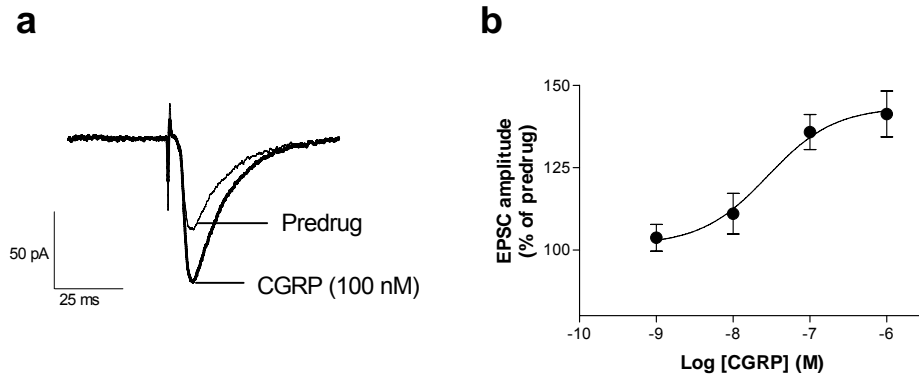 a
Predrug
50 pA
CGRP (100 nM)
25 ms
b
150
125
100
EPSC amplitude
(% of predrug)
-10
-9
-8
-7
-6
Log [CGRP] (M)